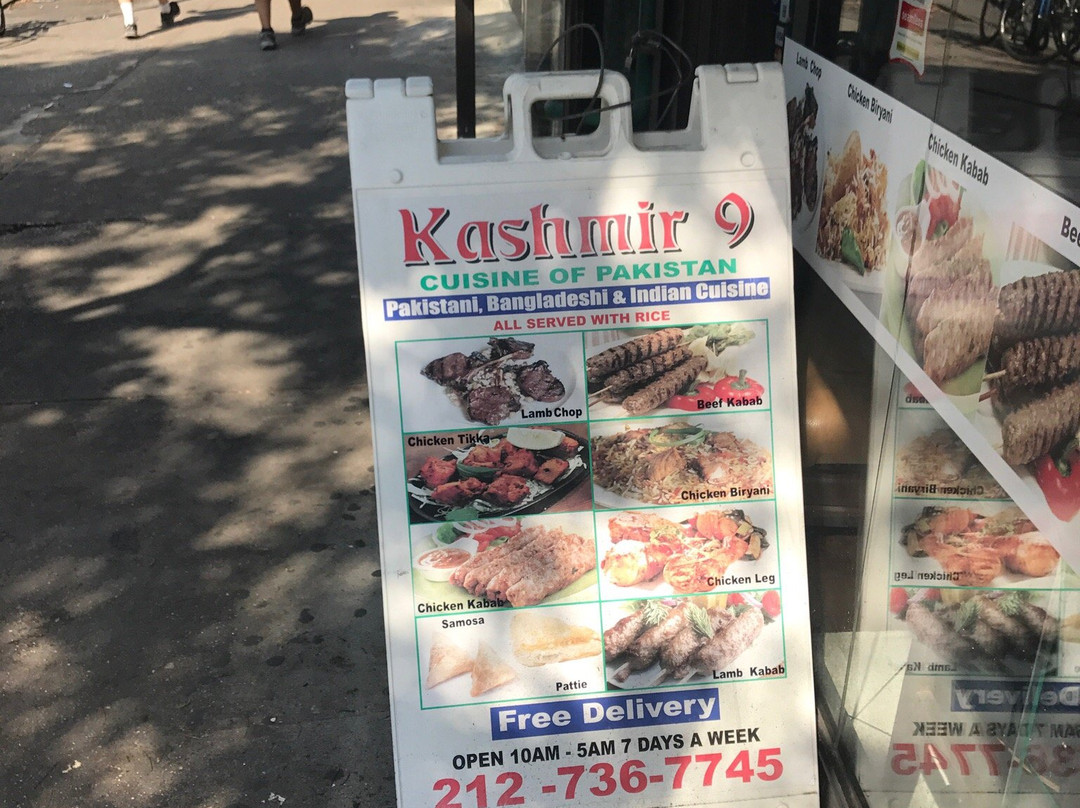 Kashmir 9
CUISINE OF PAKISTAN
Pakistani, Bangladeshi & Indian Cuisine
ALL SERVED WITH RICE
Lamb Chop
Beef Kabab
Chicken Tikka
Chicken Biryani
Chicken Kabab
Chicken Leg
Samosa
Pattie
Lamb Kabab
Free Delivery
OPEN 10AM - 5AM 7 DAYS A WEEK
212-736-7745
Lamb Chop
Chicken Biryani
Chicken Kabab